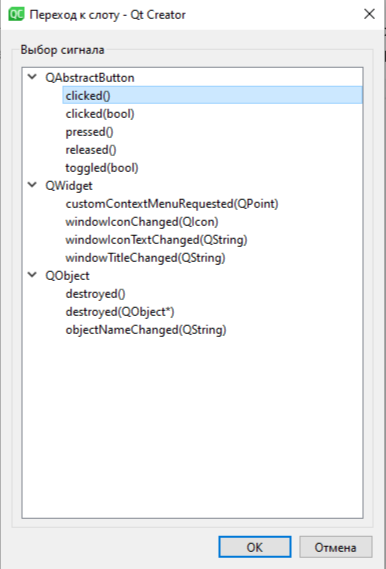 QC Переход к слоту - Qt Creator
Выбор сигнала
QAbstractButton
clicked()
clicked(bool)
pressed()
released()
toggled(bool)
QWidget
customContextMenuRequested(QPoint)
windowIconChanged(QIcon)
windowIconTextChanged(QString)
windowTitleChanged(QString)
QObject
destroyed()
destroyed(QObject*)
objectNameChanged(QString)
OK Отмена